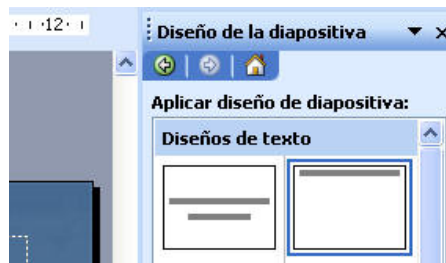 · ı ·12· ı
Diseño de la diapositiva
Aplicar diseño de diapositiva:
Diseños de texto